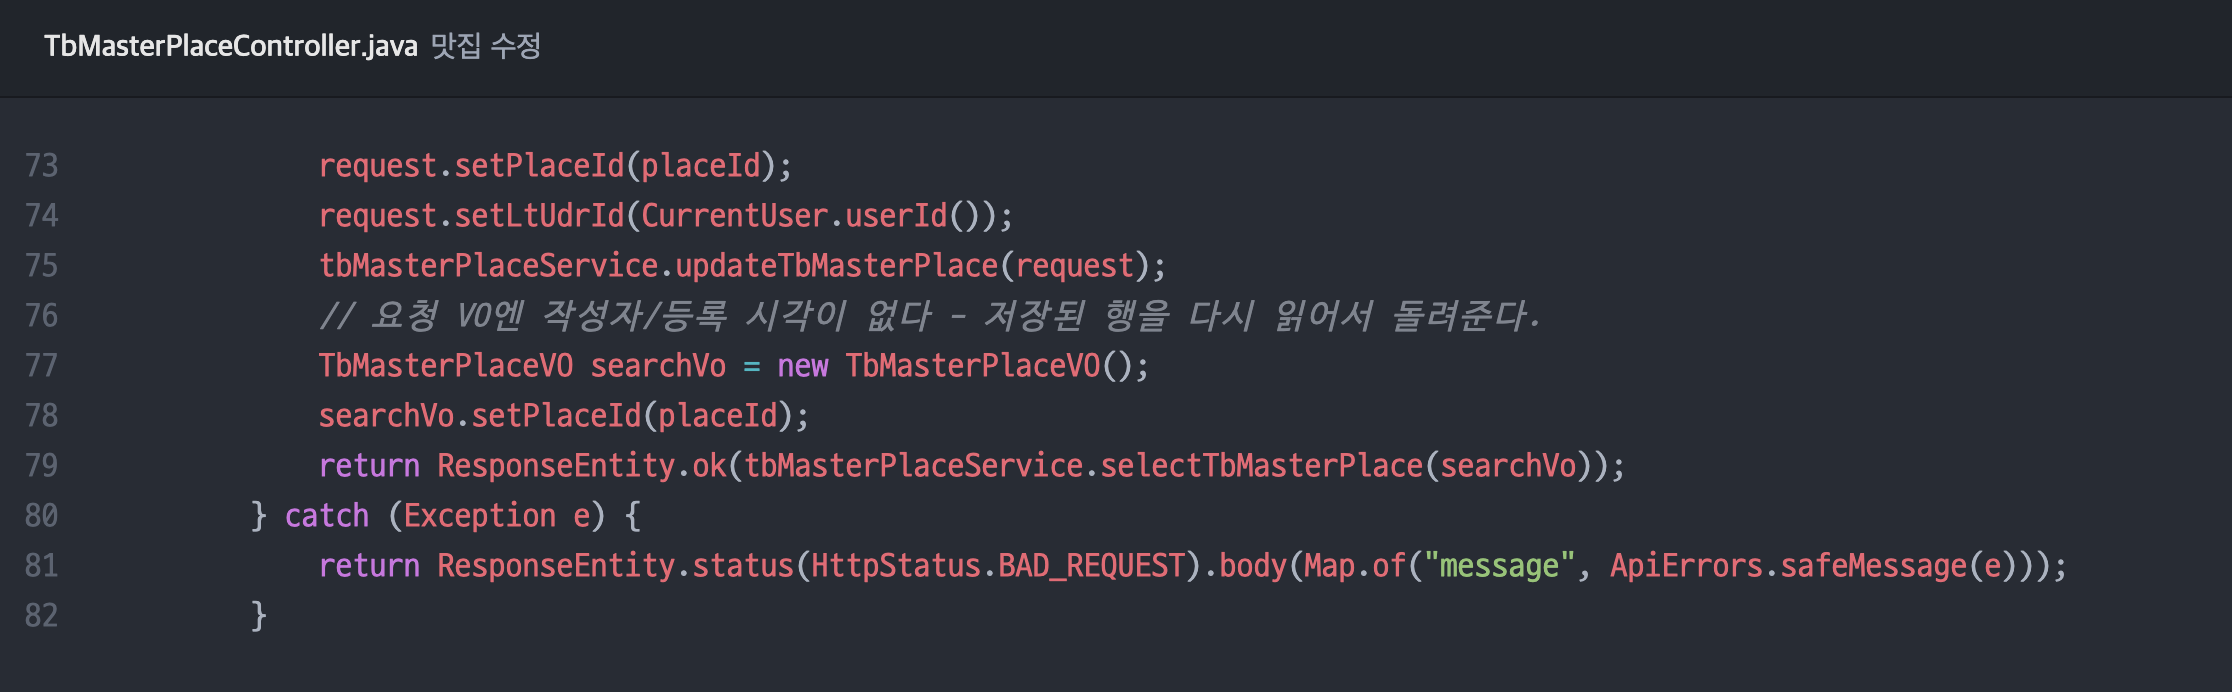 TbMasterPlaceController.java 맛집 수정
73 request.setPlaceId(placeId);
74 request.setLtUdrId(CurrentUser.userId());
75 tbMasterPlaceService.updateTbMasterPlace(request);
76 // 요청 VO엔 작성자/등록 시각이 없다 - 저장된 행을 다시 읽어서 돌려준다.
77 TbMasterPlaceVO searchVo = new TbMasterPlaceVO();
78 searchVo.setPlaceId(placeId);
79 return ResponseEntity.ok(tbMasterPlaceService.selectTbMasterPlace(searchVo));
80 } catch (Exception e) {
81 return ResponseEntity.status(HttpStatus.BAD_REQUEST).body(Map.of("message", ApiErrors.safeMessage(e)));
82 }